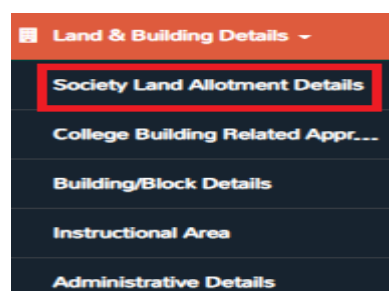 Land & Building Details
Society Land Allotment Details
College Building Related Appr...
Building/Block Details
Instructional Area
Administrative Details